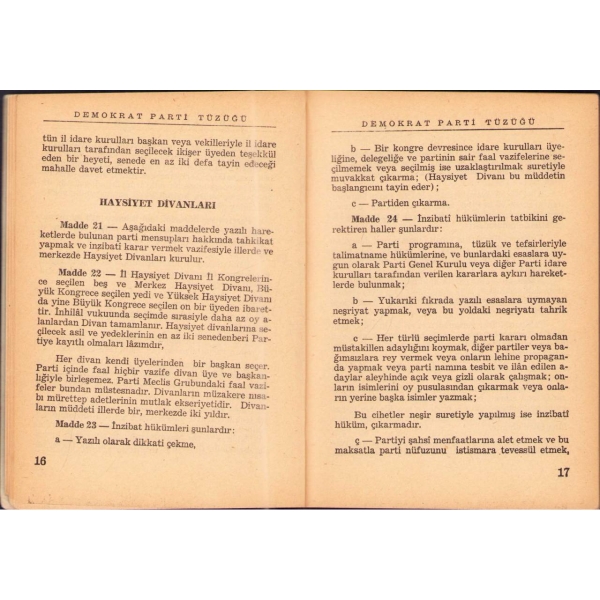 DEMOKRAT PARTİ TÜZÜĞÜ
tün il idare kurulları başkan veya vekilleriyle il idare
kurulları tarafından seçilecek ikişer üyeden teşekkül
eden bir heyeti, senede en az iki defa tayin edeceği
mahalle davet etmektir.
HAYSİYET DİVANLARI
Madde 21 — Aşağıdaki maddelerde yazılı hare-
ketlerde bulunan parti mensupları hakkında tahkikat
yapmak ve inzibati karar vermek vazifesiyle illerde ve
merkezde Haysiyet Divanları kurulur.
Madde 22 — İl Haysiyet Divanı İl Kongrelerin-
ce seçilen beş ve Merkez Haysiyet Divanı, Bü-
yük Kongrece seçilen yedi ve Yüksek Haysiyet Divanı
da yine Büyük Kongrece seçilen on bir üyeden ibaret-
tir. İnhilâl vukuunda seçimde sırasiyle daha az oy a-
lanlardan Divan tamamlanır. Haysiyet divanlarına se-
çilecek asil ve yedeklerinin en az iki senedenberi Par-
tiye kayıtlı olmaları lâzımdır,
Her divan kendi üyelerinden bir başkan seçer.
Parti içinde faal hiçbir vazife divan üye ve başkan-
lığiyle birleşemez. Parti Meclis Grubundaki faal vazi-
feler bundan müstesnadır. Divanların müzakere nısa-
bı mürettep adetlerinin mutlak ekseriyetidir. Divan-
ların müddeti illerde bir, merkezde iki yıldır.
Madde 23 — İnzibat hükümleri şunlardır:
a — Yazılı olarak dikkati çekme,
16
DEMOKRAT PARTİ TÜZÜĞÜ
b — Bir kongre devresince idare kurulları üye-
liğine, delegeliğe ve partinin sair faal vazifelerine se-
çilmemek veya seçilmiş ise uzaklaştırılmak suretiyle
muvakkat çıkarma; (Haysiyet Divanı bu müddetin
başlangıcını tayin eder) ;
c — Partiden çıkarma.
Madde 24 — İnzibatî hükümlerin tatbikini ge-
rektiren haller şunlardır:
a — Parti programına, tüzük ve tefsirleriyle
talimatname hükümlerine, ve bunlardaki esaslara uy-
gun olarak Parti Genel Kurulu veya diğer Parti idare
kurulları tarafından verilen kararlara aykırı hareket-
lerde bulunmak ;
b — Yukarıki fıkrada yazılı esaslara uymayan
neşriyat yapmak, veya bu yoldaki neşriyatı tahrik
etmek ;
c — Her türlü seçimlerde parti kararı olmadan
müstakillen adaylığını koymak, diğer partiler veya ba-
ğımsızlara rey vermek veya onların lehine propagan-
da yapmak veya parti namına tesbit ve ilân edilen a-
daylar aleyhinde açık veya gizli olarak çalışmak; on-
ların isimlerini oy pusulasından çıkarmak veya onla-
rın yerine başka isimler yazmak ;
Bu cihetler neşir suretiyle yapılmış ise inzibatî
hüküm, çıkarmadır.
ç — Partiyi şahsî menfaatlarına alet etmek ve bu
maksatla parti nüfuzunu istismara tevessül etmek,
17